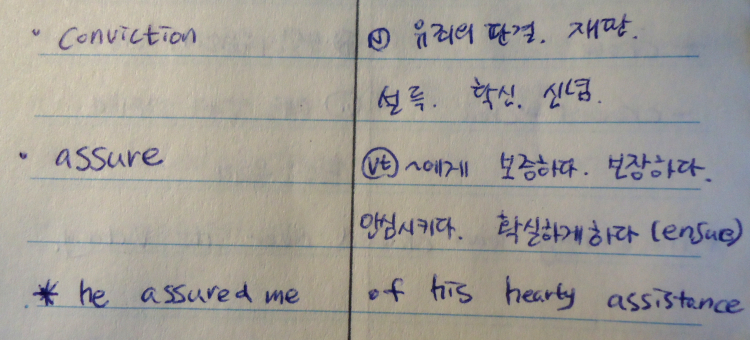 · conviction ⓝ 유죄의 판결. 재판.
설득. 확신. 신념.
· assure ⓥⓣ ~에게 보증하다. 보장하다.
안심시키다. 확실하게하다 (ensure)
* he assured me of his hearty assistance